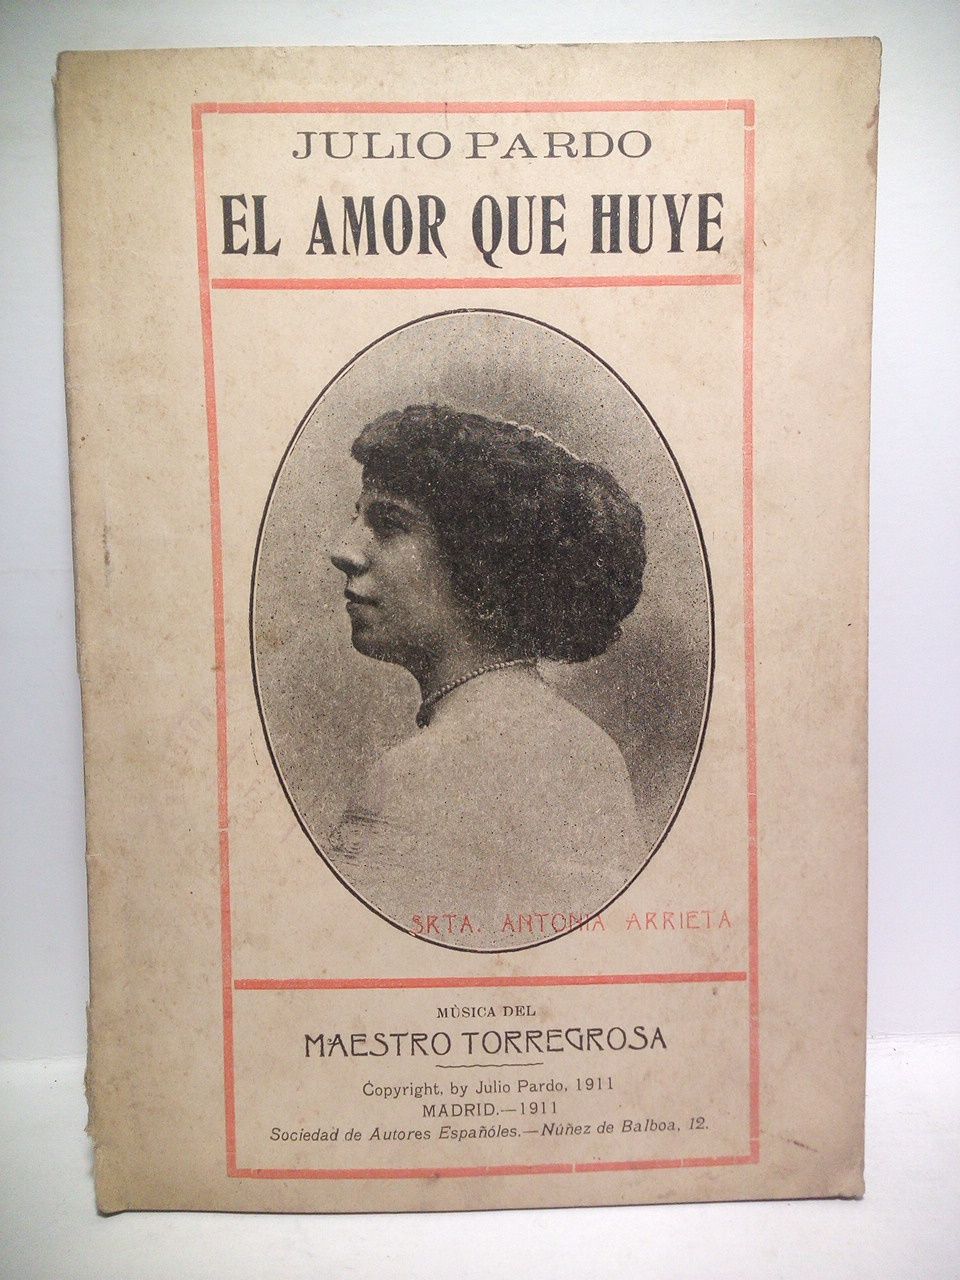 JULIO PARDO
EL AMOR QUE HUYE
SRTA. ANTONIA ARRIETA
MÙSICA DEL
MAESTRO TORREGROSA
Copyright, by Julio Pardo, 1911
MADRID.—1911
Sociedad de Autores Españóles.—Núñez de Balboa, 12.